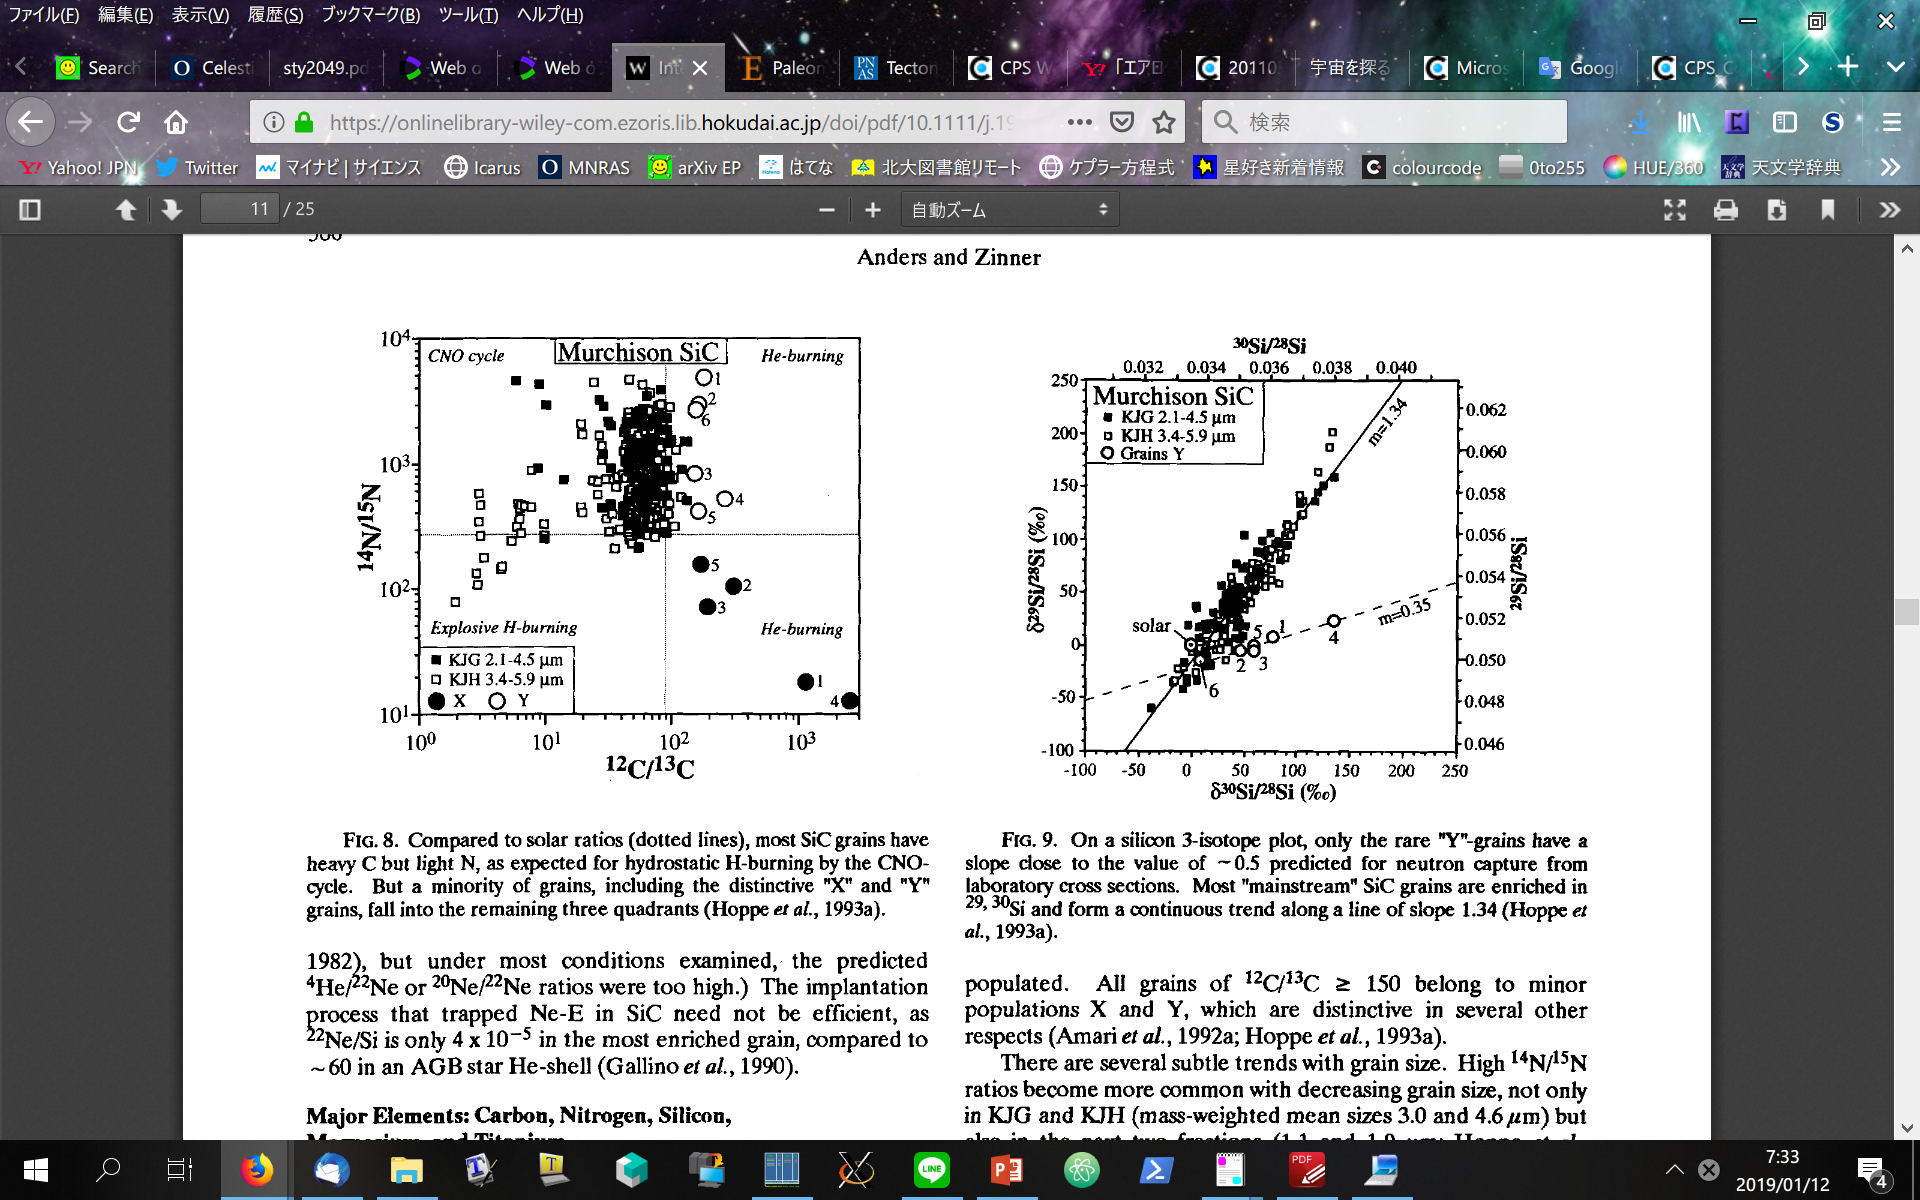 ファイル(F) 編集(E) 表示(V) 履歴(S) ブックマーク(B) ツール(T) ヘルプ(H)
Search Celesti sty2049.pd Web o Web o Int Paleon Tecton CPS W 「エアロ 20110 宇宙を探る Micros Googl CPS_C
https://onlinelibrary-wiley-com.ezoris.lib.hokudai.ac.jp/doi/pdf/10.1111/j.19
検索
Yahoo! JPN Twitter マイナビ | サイエンス Icarus MNRAS arXiv EP はてな 北大図書館リモート ケプラー方程式 星好き新着情報 colourcode 0to255 HUE/360 天文学辞典
11 / 25
自動ズーム
Anders and Zinner
CNO cycle
Murchison SiC
He-burning
10⁴
10³
10²
10¹
¹⁴N/¹⁵N
1
2
6
3
4
5
5
2
3
1
4
Explosive H-burning
He-burning
KJG 2.1-4.5 µm
KJH 3.4-5.9 µm
X Y
10⁰ 10¹ 10² 10³
¹²C/¹³C
FIG. 8. Compared to solar ratios (dotted lines), most SiC grains have
heavy C but light N, as expected for hydrostatic H-burning by the CNO-
cycle. But a minority of grains, including the distinctive "X" and "Y"
grains, fall into the remaining three quadrants (Hoppe et al., 1993a).
1982), but under most conditions examined, the predicted
⁴He/²²Ne or ²⁰Ne/²²Ne ratios were too high.) The implantation
process that trapped Ne-E in SiC need not be efficient, as
²²Ne/Si is only 4 x 10⁻⁵ in the most enriched grain, compared to
~60 in an AGB star He-shell (Gallino et al., 1990).
Major Elements: Carbon, Nitrogen, Silicon,
³⁰Si/²⁸Si
0.032 0.034 0.036 0.038 0.040
Murchison SiC
KJG 2.1-4.5 µm
KJH 3.4-5.9 µm
Grains Y
m=1.34
250
200
150
100
50
0
-50
-100
δ²⁹Si/²⁸Si (‰)
solar
5 1
2 3
4
6
m=0.35
0.062
0.060
0.058
0.056
0.054
0.052
0.050
0.048
0.046
²⁹Si/²⁸Si
-100 -50 0 50 100 150 200 250
δ³⁰Si/²⁸Si (‰)
FIG. 9. On a silicon 3-isotope plot, only the rare "Y"-grains have a
slope close to the value of ~0.5 predicted for neutron capture from
laboratory cross sections. Most "mainstream" SiC grains are enriched in
²⁹,³⁰Si and form a continuous trend along a line of slope 1.34 (Hoppe et
al., 1993a).
populated. All grains of ¹²C/¹³C ≥ 150 belong to minor
populations X and Y, which are distinctive in several other
respects (Amari et al., 1992a; Hoppe et al., 1993a).
There are several subtle trends with grain size. High ¹⁴N/¹⁵N
ratios become more common with decreasing grain size, not only
in KJG and KJH (mass-weighted mean sizes 3.0 and 4.6 µm) but
LINE
PDF
7:33
2019/01/12
4